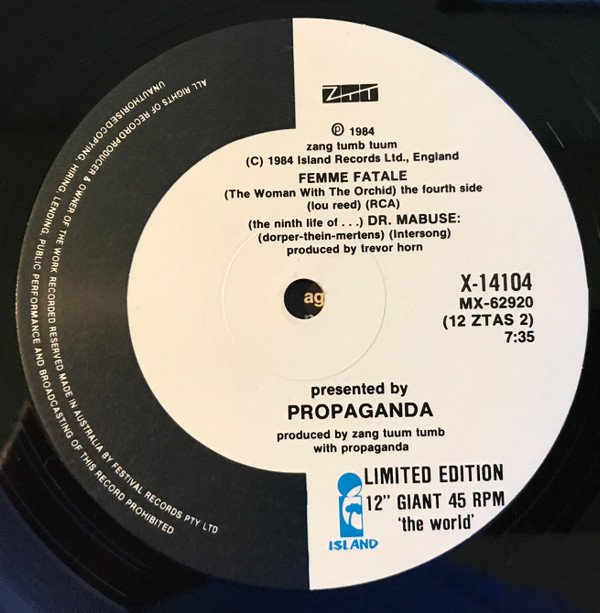 ZTT
℗ 1984
zang tumb tuum
(C) 1984 Island Records Ltd., England
FEMME FATALE
(The Woman With The Orchid) the fourth side
(lou reed) (RCA)
(the ninth life of . . .) DR. MABUSE:
(dorper-thein-mertens) (Intersong)
produced by trevor horn
X-14104
MX-62920
(12 ZTAS 2)
7:35
ag
presented by
PROPAGANDA
produced by zang tuum tumb
with propaganda
LIMITED EDITION
12" GIANT 45 RPM
'the world'
ISLAND
ALL RIGHTS OF RECORD PRODUCER & OWNER OF THE WORK RECORDED RESERVED MADE IN AUSTRALIA BY FESTIVAL RECORDS PTY LTD
UNAUTHORISED COPYING, HIRING, LENDING, PUBLIC PERFORMANCE AND BROADCASTING OF THIS RECORD PROHIBITED